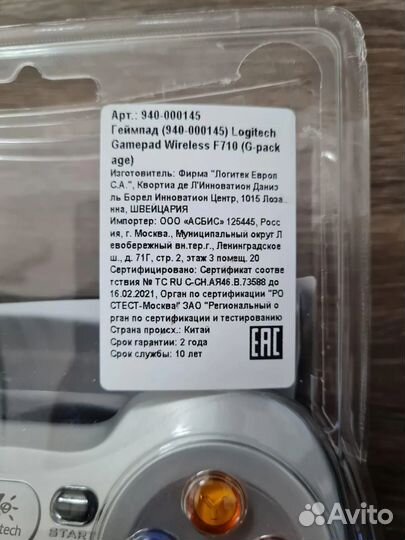 Арт.: 940-000145
Геймпад (940-000145) Logitech
Gamepad Wireless F710 (G-pack
age)
Изготовитель: Фирма "Логитек Европ
С.А.", Квортиа де Л'Инноватион Даниэ
ль Борел Инноватион Центр, 1015 Лоза
нна, ШВЕЙЦАРИЯ
Импортер: ООО «АСБИС» 125445, Росс
ия, г. Москва., Муниципальный округ Л
евобережный вн.тер.г., Ленинградское
ш., д. 71Г, стр. 2, этаж 3 помещ. 20
Сертифицировано: Сертификат соотве
тствия № ТС RU C-CH.АЯ46.B.73588 до
16.02.2021, Орган по сертификации "РО
СТЕСТ-Москва" ЗАО "Региональный о
рган по сертификации и тестированию
Страна происх.: Китай
Срок гарантии: 2 года
Срок службы: 10 лет
EAC
tech
START
Y
Avito